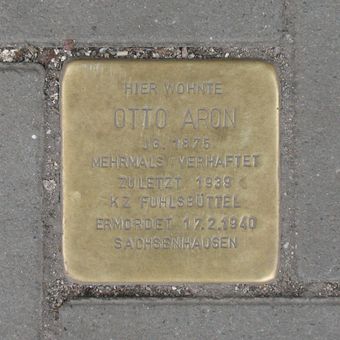 HIER WOHNTE
OTTO ARON
JG. 1875
MEHRMALS VERHAFTET
ZULETZT 1939
KZ FUHLSBÜTTEL
ERMORDET 17.2.1940
SACHSENHAUSEN